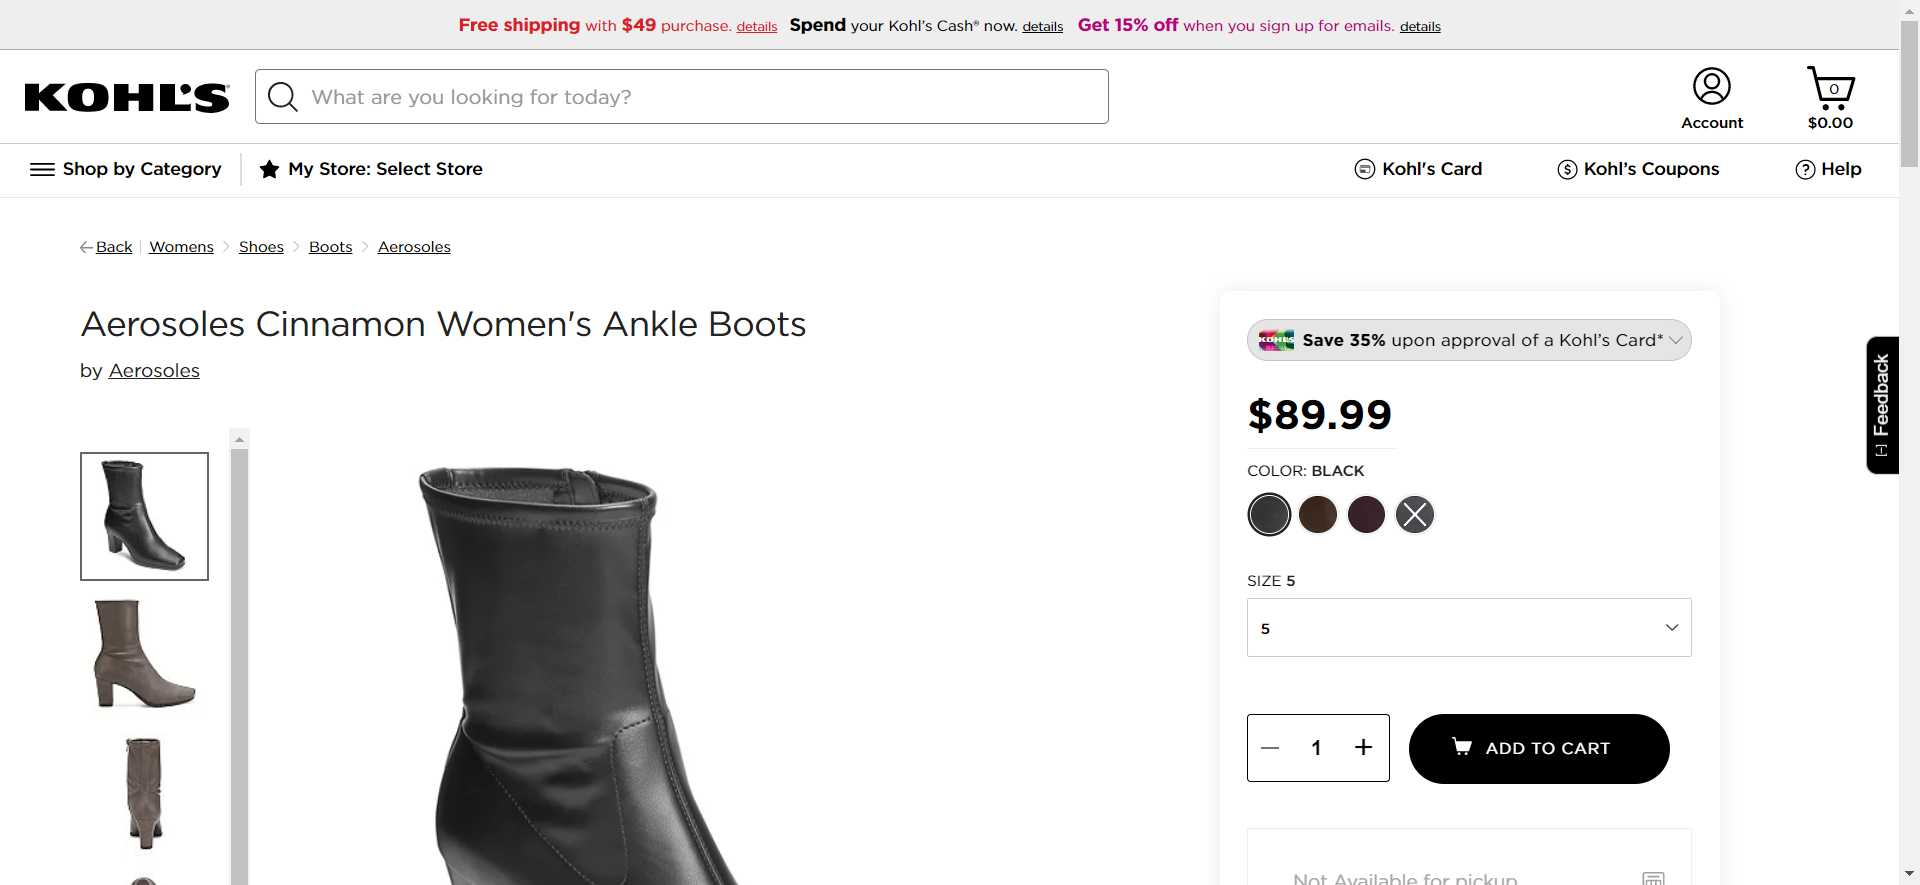 Free shipping with $49 purchase. details Spend your Kohl's Cash® now. details Get 15% off when you sign up for emails. details
KOHL'S
What are you looking for today?
Account
0
$0.00
Shop by Category
My Store: Select Store
Kohl's Card
Kohl's Coupons
Help
Back
Womens
Shoes
Boots
Aerosoles
Aerosoles Cinnamon Women's Ankle Boots
by Aerosoles
KOHL'S
Save 35% upon approval of a Kohl's Card*
$89.99
COLOR: BLACK
SIZE 5
5
1
ADD TO CART
Not Available for pickup
[-] Feedback